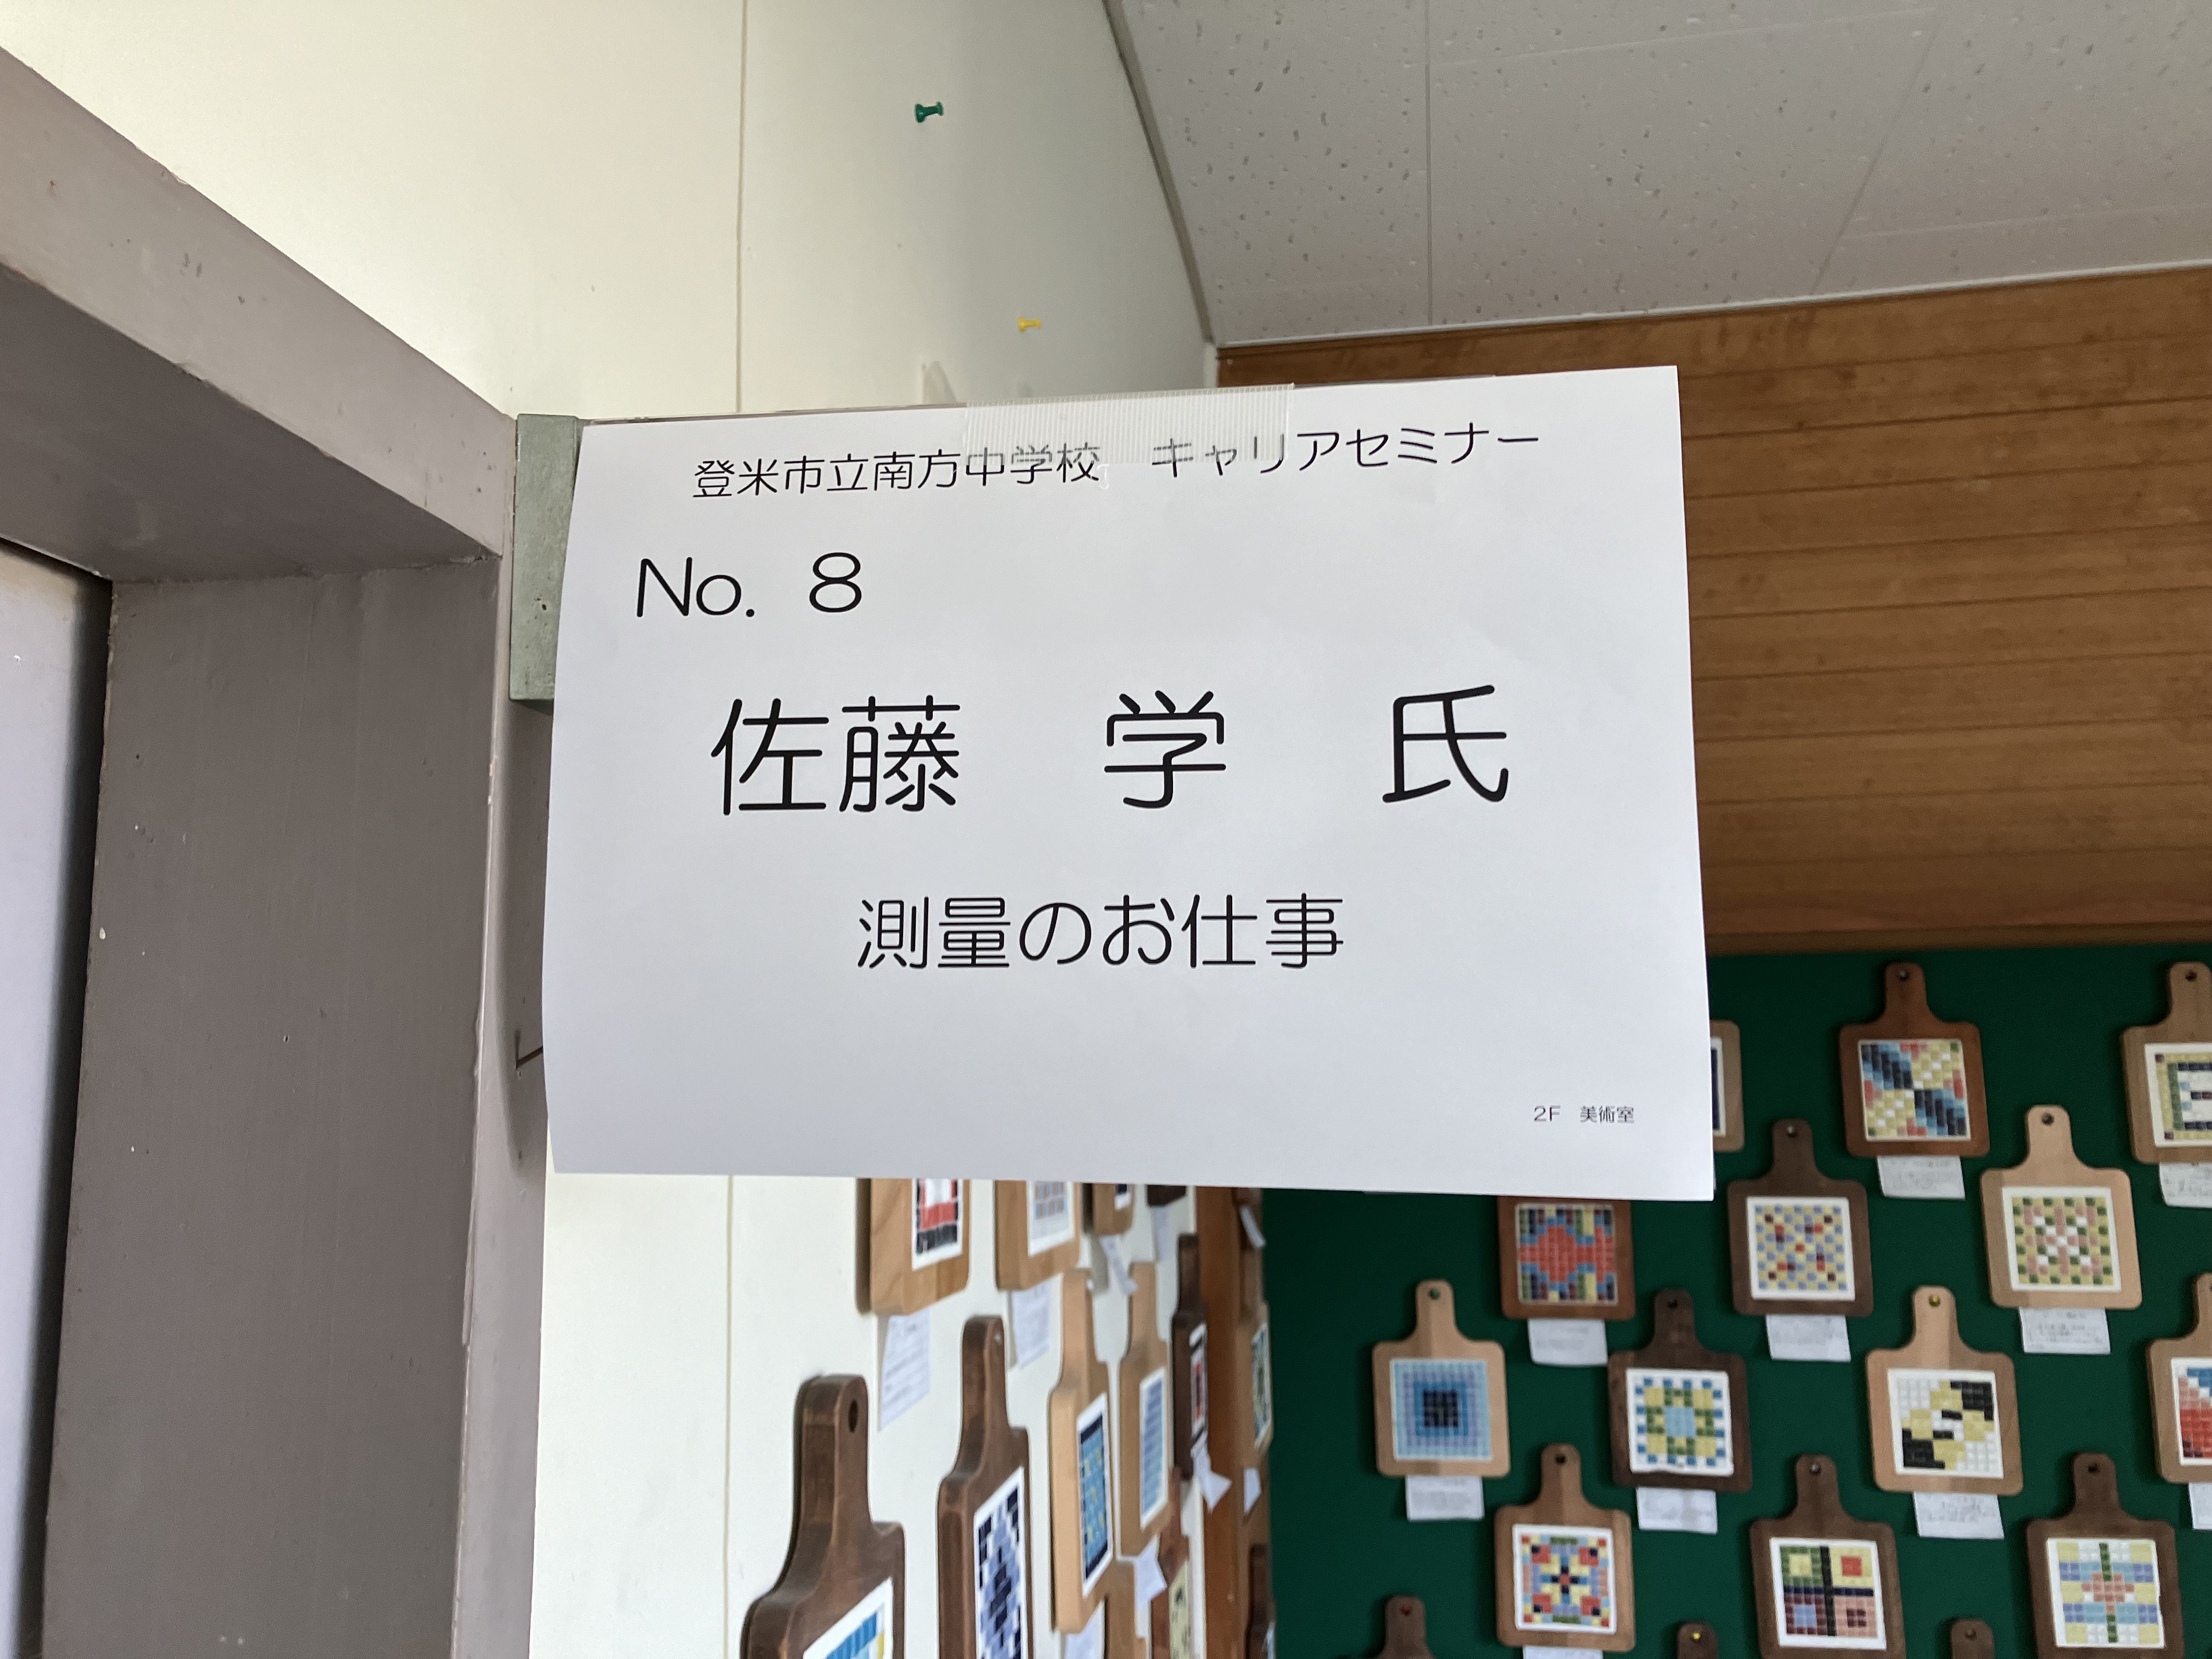 登米市立南方中学校　キャリアセミナー
No. 8
佐藤　学　氏
測量のお仕事
2F　美術室